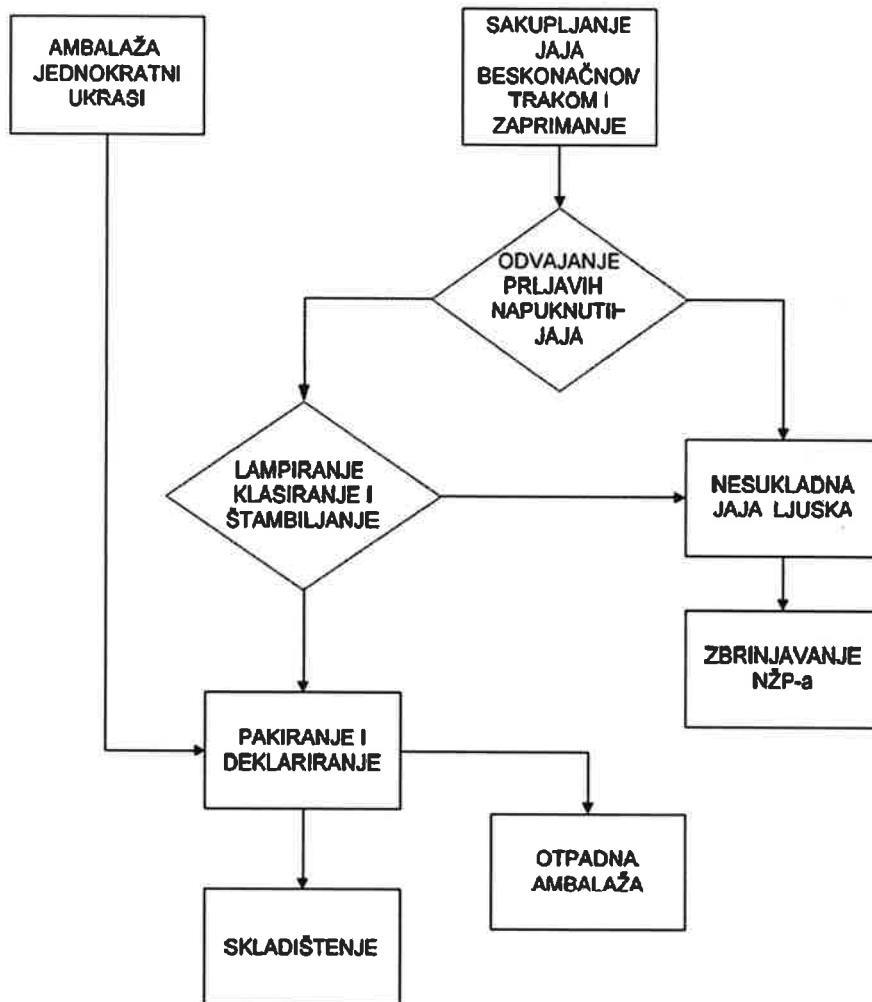 AMBALAŽA
JEDNOKRATNI
UKRASI
SAKUPLJANJE
JAJA
BESKONAČNOM
TRAKOM I
ZAPRIMANJE
ODVAJANJE
PRLJAVIH
NAPUKNUTIH
JAJA
LAMPIRANJE
KLASIRANJE I
ŠTAMBILJANJE
NESUKLADNA
JAJA LJUSKA
ZBRINJAVANJE
NŽP-a
PAKIRANJE I
DEKLARIRANJE
OTPADNA
AMBALAŽA
SKLADIŠTENJE